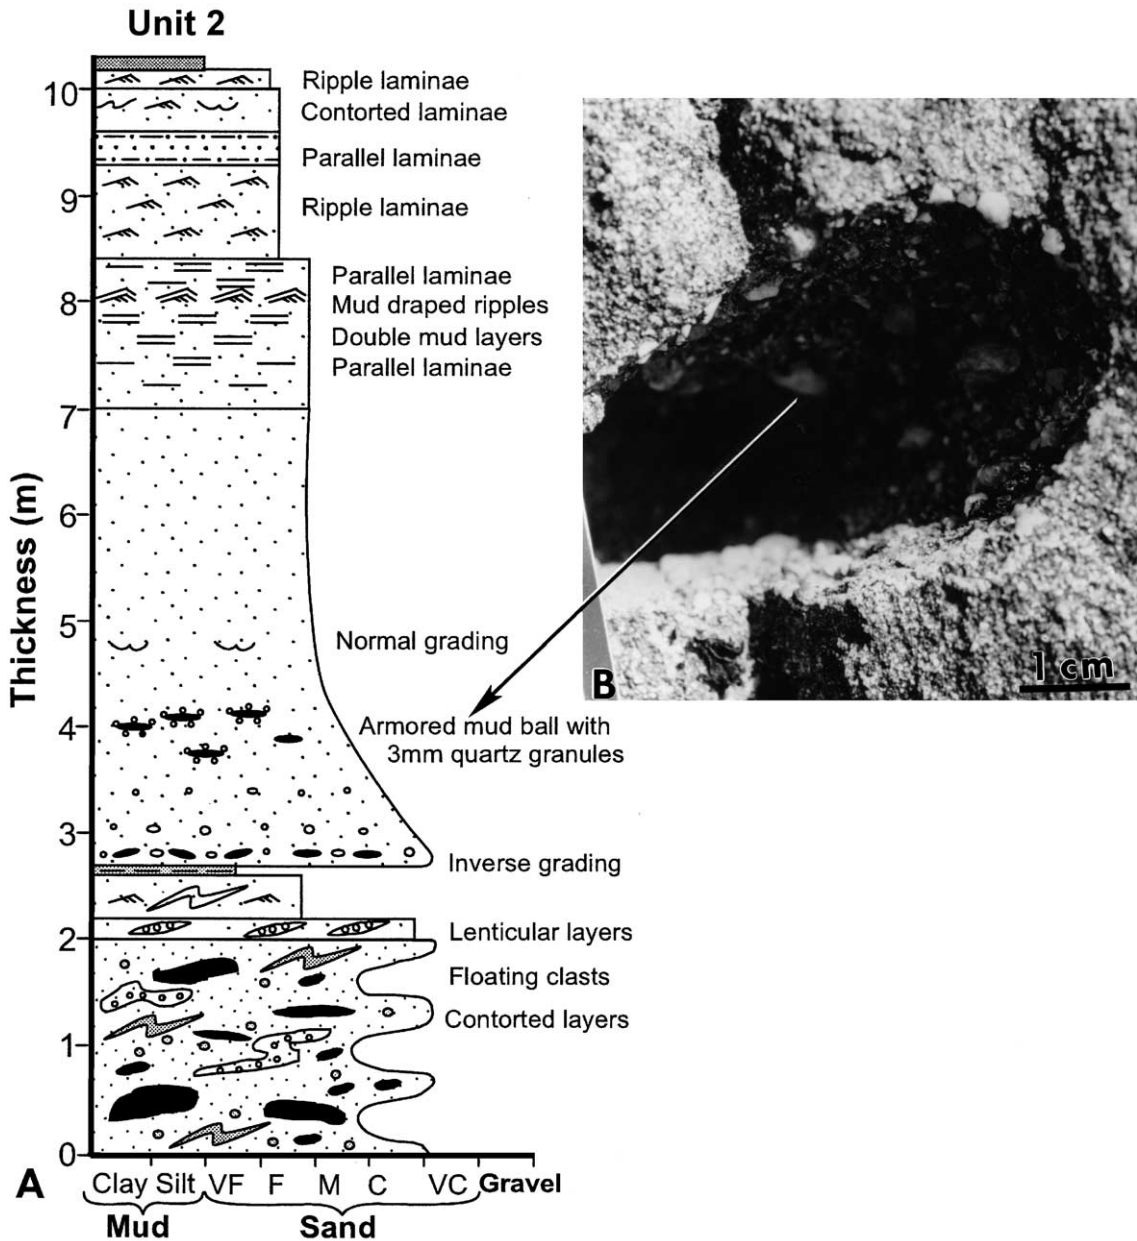 Unit 2
Ripple laminae
10
Contorted laminae
Parallel laminae
9
Ripple laminae
Parallel laminae
8
Mud draped ripples
Double mud layers
Parallel laminae
7
Thickness (m)
6
5
Normal grading
B
1 cm
4
Armored mud ball with
3mm quartz granules
3
Inverse grading
Lenticular layers
2
Floating clasts
Contorted layers
1
0
A
Clay Silt VF F M C VC Gravel
Mud Sand